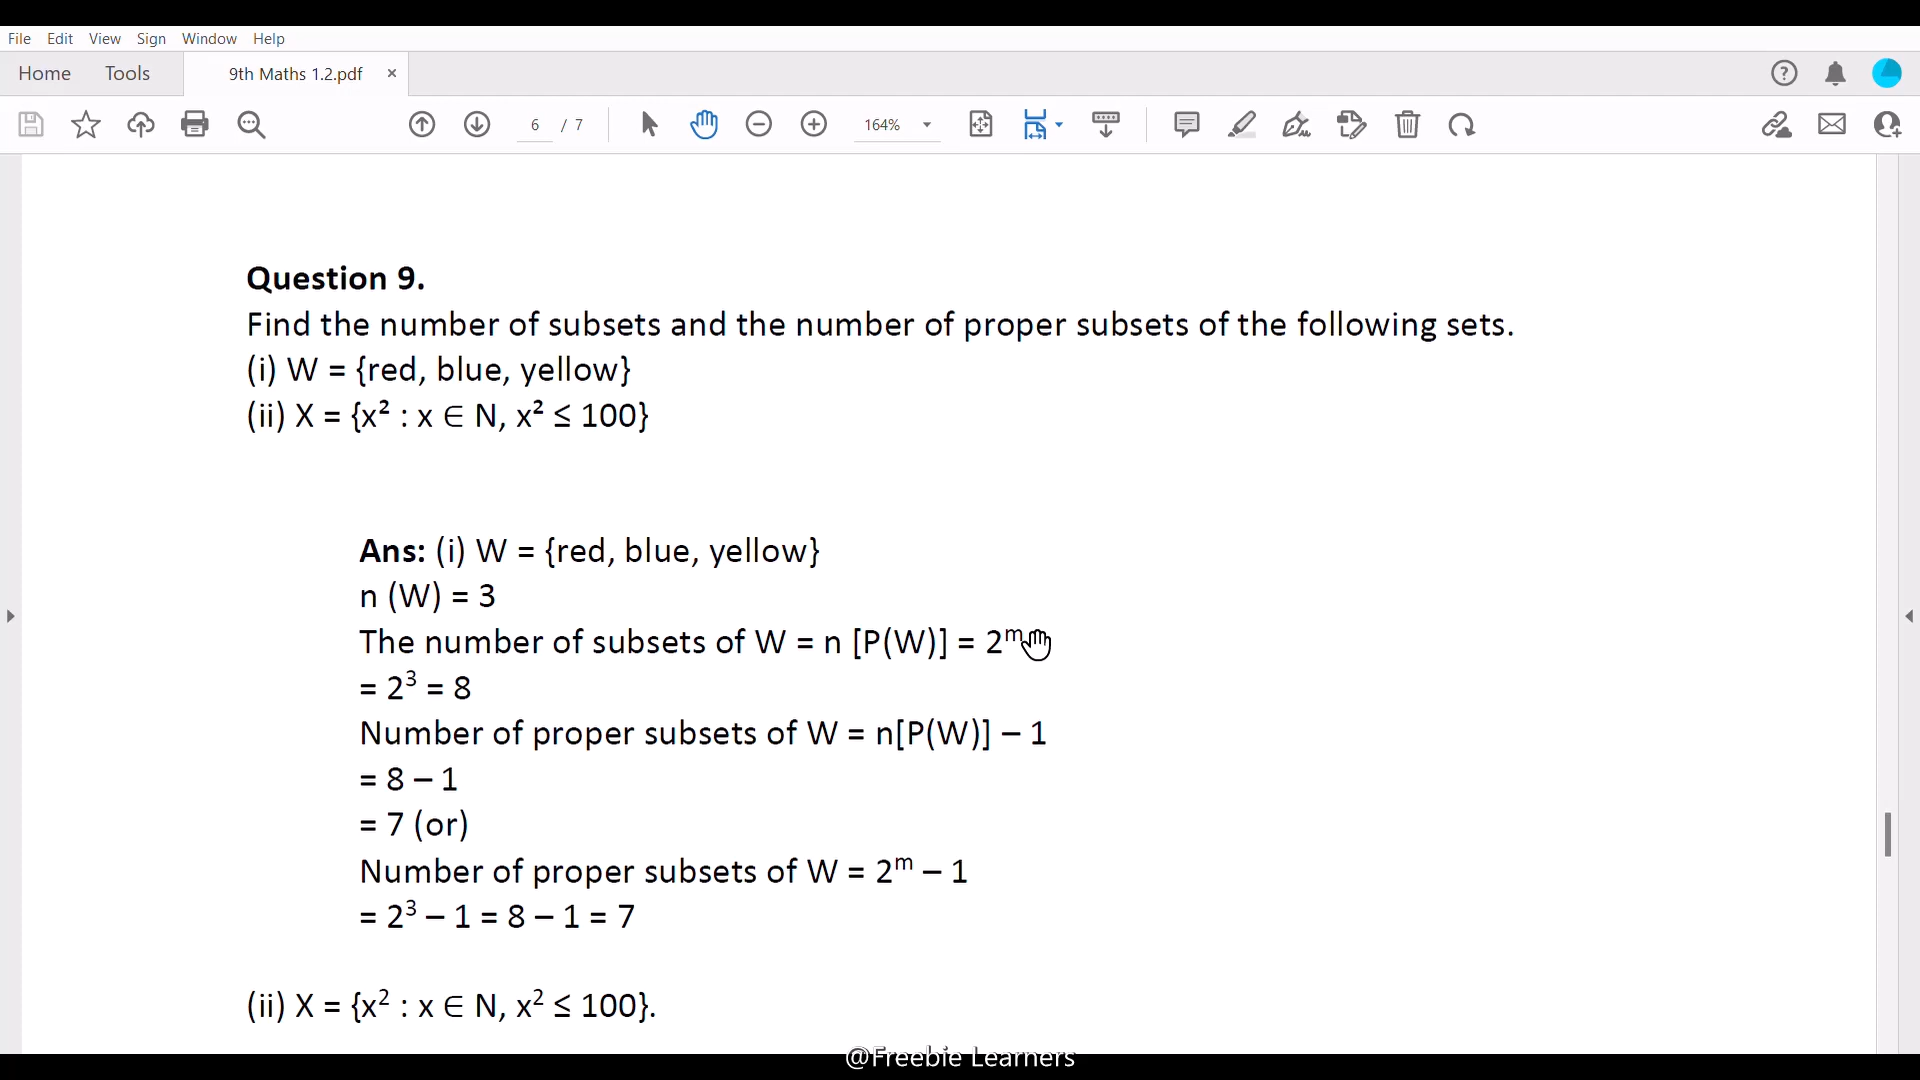 File Edit View Sign Window Help
Home Tools 9th Maths 1.2.pdf ×
6 / 7 164%
Question 9.
Find the number of subsets and the number of proper subsets of the following sets.
(i) W = {red, blue, yellow}
(ii) X = {x² : x ∈ N, x² ≤ 100}
Ans: (i) W = {red, blue, yellow}
n (W) = 3
The number of subsets of W = n [P(W)] = 2ᵐ
= 2³ = 8
Number of proper subsets of W = n[P(W)] – 1
= 8 – 1
= 7 (or)
Number of proper subsets of W = 2ᵐ – 1
= 2³ – 1 = 8 – 1 = 7
(ii) X = {x² : x ∈ N, x² ≤ 100}.
@Freebie Learners